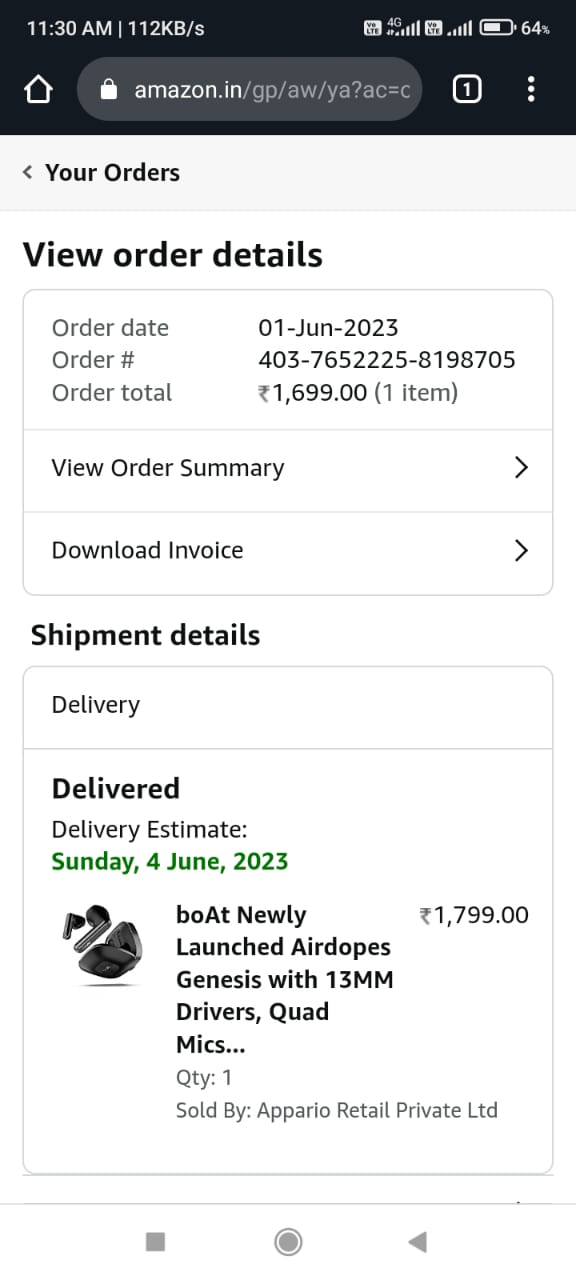 11:30 AM | 112KB/s
Vo LTE 4G Vo LTE 64%
amazon.in/gp/aw/ya?ac=c
1
Your Orders
View order details
Order date 01-Jun-2023
Order # 403-7652225-8198705
Order total ₹1,699.00 (1 item)
View Order Summary
Download Invoice
Shipment details
Delivery
Delivered
Delivery Estimate:
Sunday, 4 June, 2023
boAt Newly ₹1,799.00
Launched Airdopes
Genesis with 13MM
Drivers, Quad
Mics...
Qty: 1
Sold By: Appario Retail Private Ltd